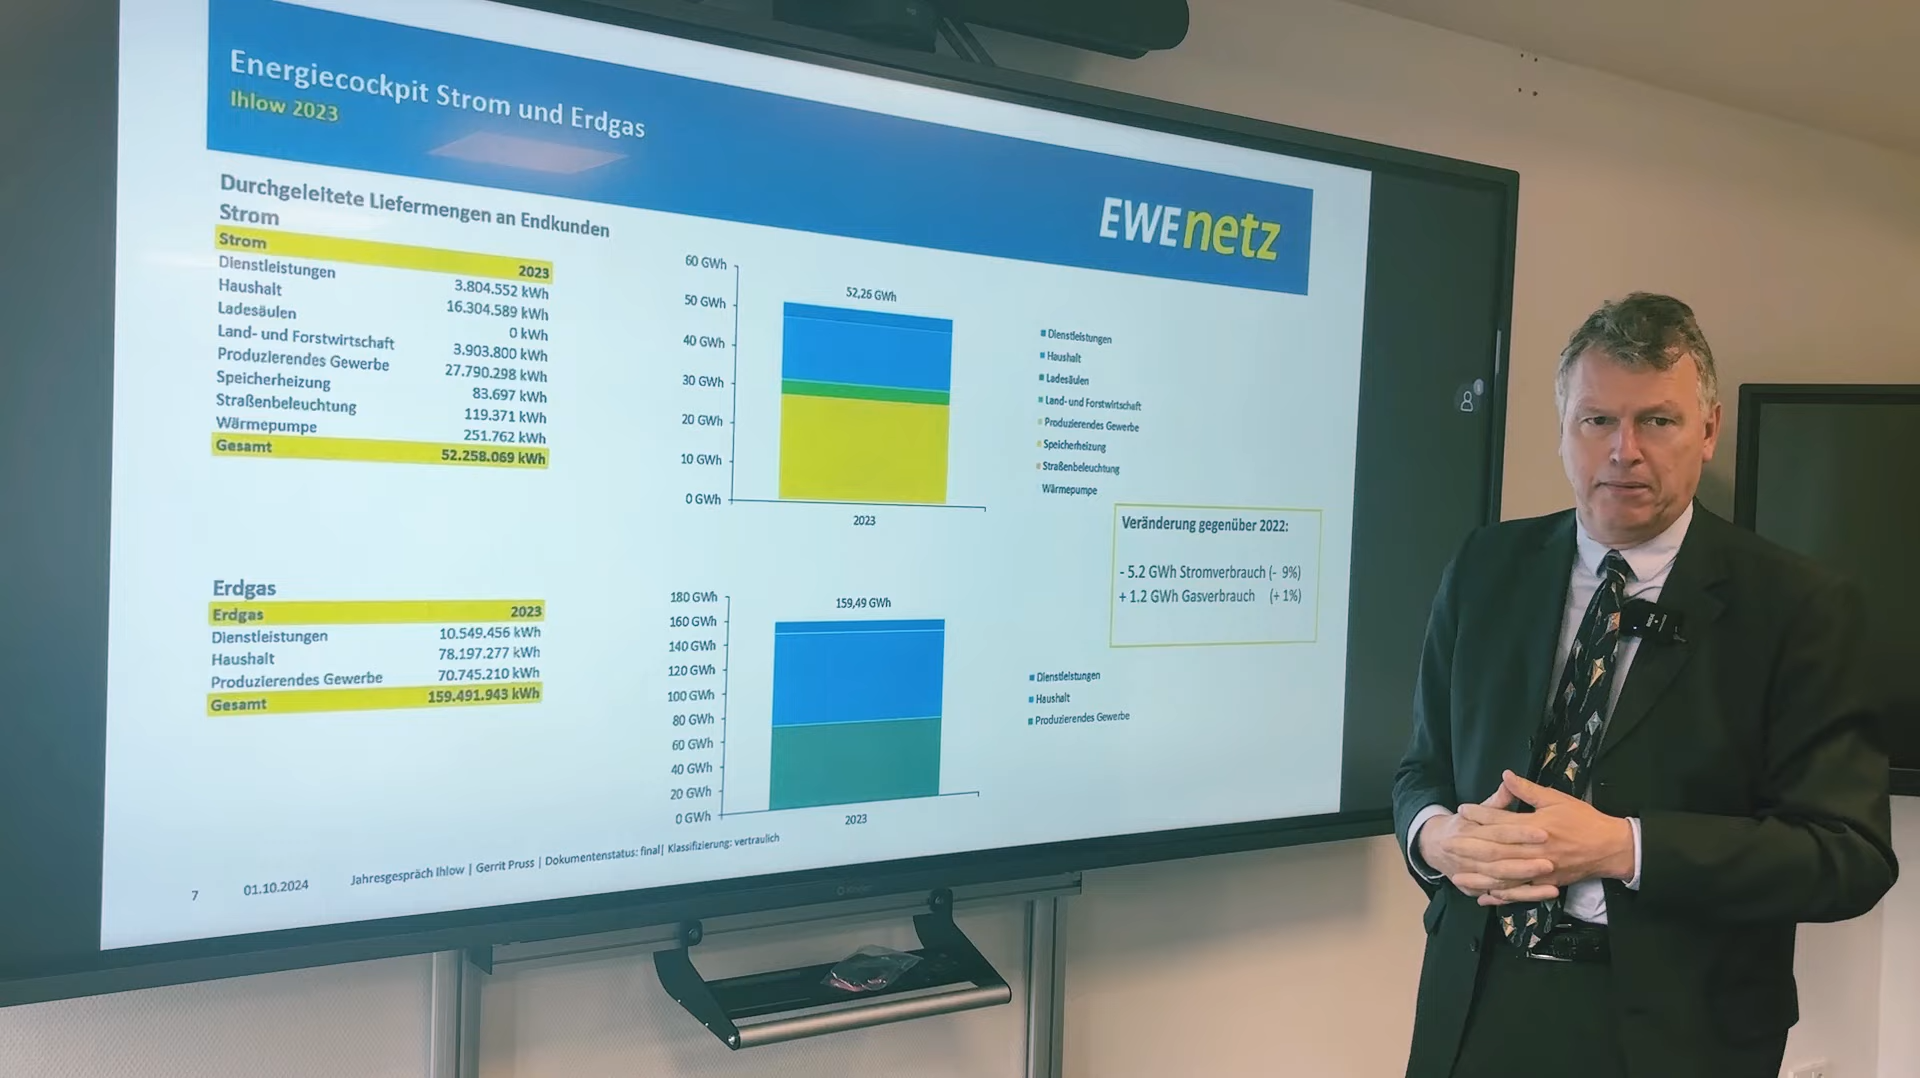 Energiecockpit Strom und Erdgas
Ihlow 2023
EWEnetz
Durchgeleitete Liefermengen an Endkunden
Strom
Strom 2023
Dienstleistungen 3.804.552 kWh
Haushalt 16.304.589 kWh
Ladesäulen 0 kWh
Land- und Forstwirtschaft 3.903.800 kWh
Produzierendes Gewerbe 27.790.298 kWh
Speicherheizung 83.697 kWh
Straßenbeleuchtung 119.371 kWh
Wärmepumpe 251.762 kWh
Gesamt 52.258.069 kWh
60 GWh
50 GWh
40 GWh
30 GWh
20 GWh
10 GWh
0 GWh
52,26 GWh
2023
Dienstleistungen
Haushalt
Ladesäulen
Land- und Forstwirtschaft
Produzierendes Gewerbe
Speicherheizung
Straßenbeleuchtung
Wärmepumpe
Veränderung gegenüber 2022:
- 5.2 GWh Stromverbrauch (- 9%)
+ 1.2 GWh Gasverbrauch (+ 1%)
Erdgas
Erdgas 2023
Dienstleistungen 10.549.456 kWh
Haushalt 78.197.277 kWh
Produzierendes Gewerbe 70.745.210 kWh
Gesamt 159.491.943 kWh
180 GWh
160 GWh
140 GWh
120 GWh
100 GWh
80 GWh
60 GWh
40 GWh
20 GWh
0 GWh
159,49 GWh
2023
Dienstleistungen
Haushalt
Produzierendes Gewerbe
7 01.10.2024 Jahresgespräch Ihlow | Gerrit Pruss | Dokumentenstatus: final| Klassifizierung: vertraulich